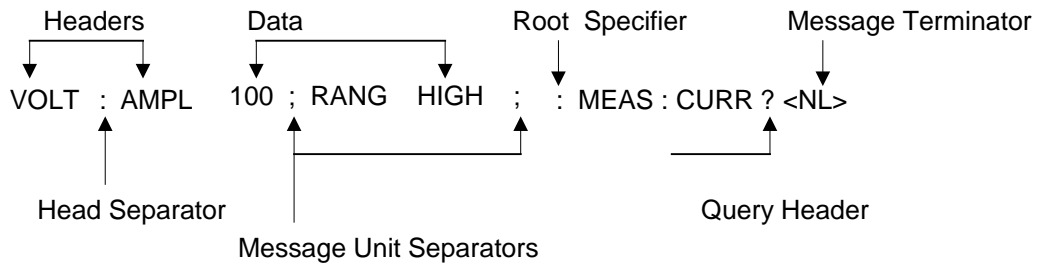 Headers Data Root Specifier Message Terminator
VOLT : AMPL 100 ; RANG HIGH ; : MEAS : CURR ? <NL>
Head Separator Query Header
Message Unit Separators